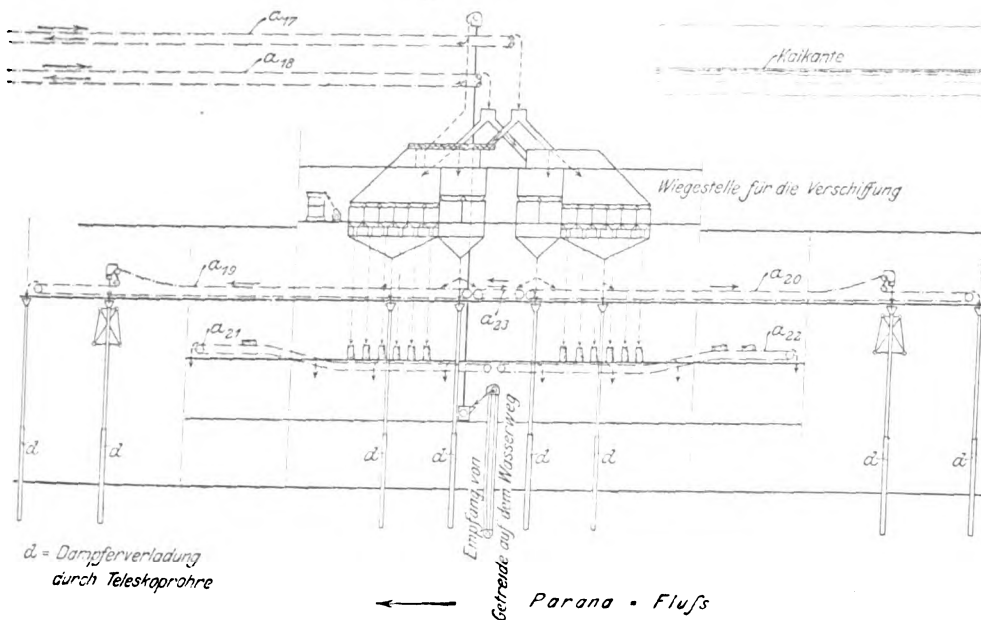 a17
a18
Kaikante
Wiegestelle für die Verschiffung
a19
a20
a23
a21
a22
d
d
d
d
d
d
d
d
Empfang von
Getreide auf dem Wasserweg
d = Dampferverladung
durch Teleskoprohre
Parana - Fluſs